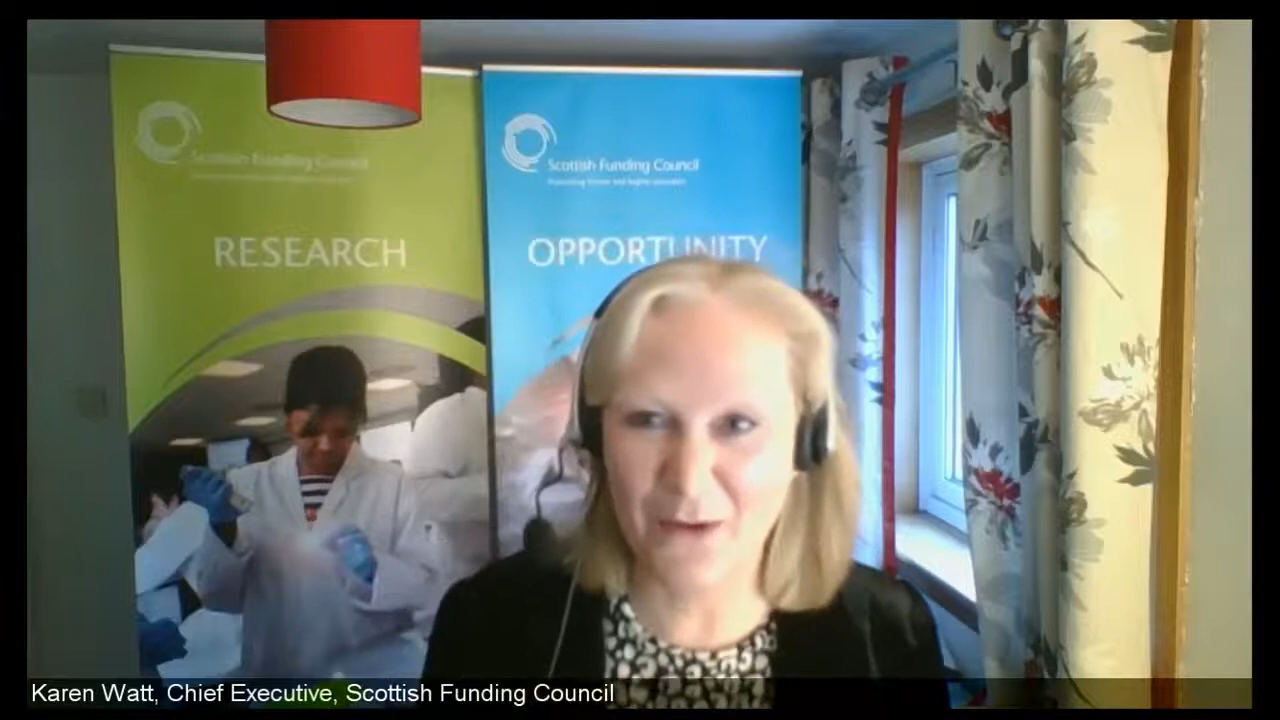 Scottish Funding Council
RESEARCH
Scottish Funding Council
OPPORTUNITY
Karen Watt, Chief Executive, Scottish Funding Council